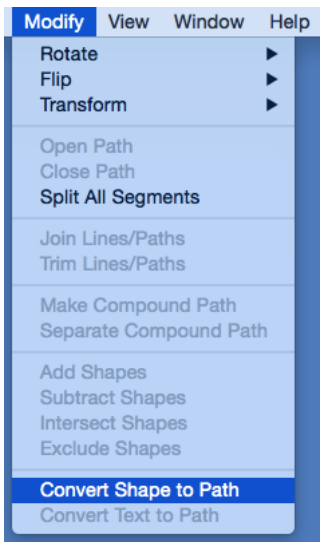 Modify View Window Help
Rotate
Flip
Transform
Open Path
Close Path
Split All Segments
Join Lines/Paths
Trim Lines/Paths
Make Compound Path
Separate Compound Path
Add Shapes
Subtract Shapes
Intersect Shapes
Exclude Shapes
Convert Shape to Path
Convert Text to Path